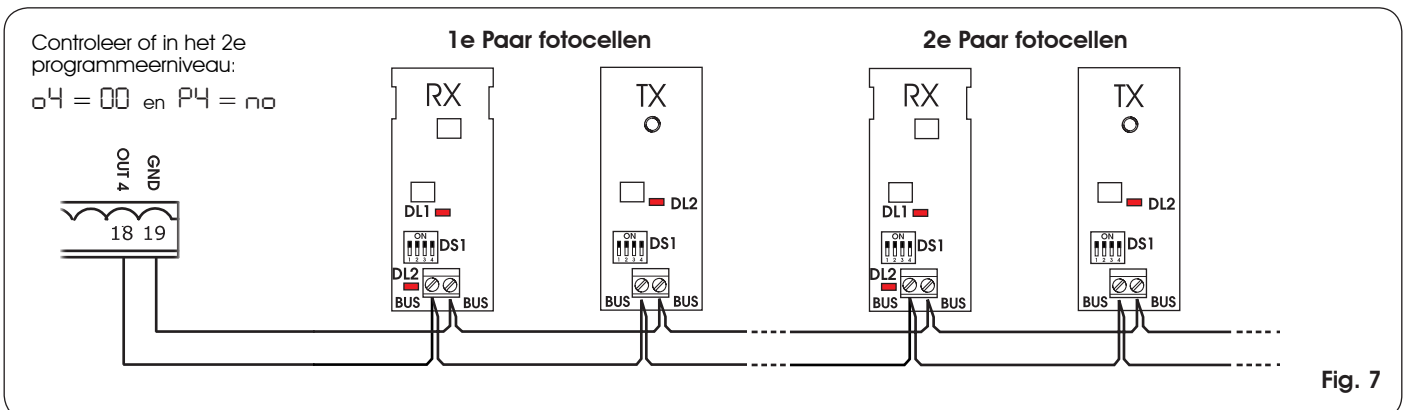 Controleer of in het 2e
programmeerniveau:
o4 = 00 en P4 = no
1e Paar fotocellen
2e Paar fotocellen
OUT 4
GND
18 19
RX
DL1
ON
1 2 3 4
DS1
DL2
BUS
BUS
TX
DL2
ON
1 2 3 4
DS1
BUS
BUS
RX
DL1
ON
1 2 3 4
DS1
DL2
BUS
BUS
TX
DL2
ON
1 2 3 4
DS1
BUS
BUS
Fig. 7